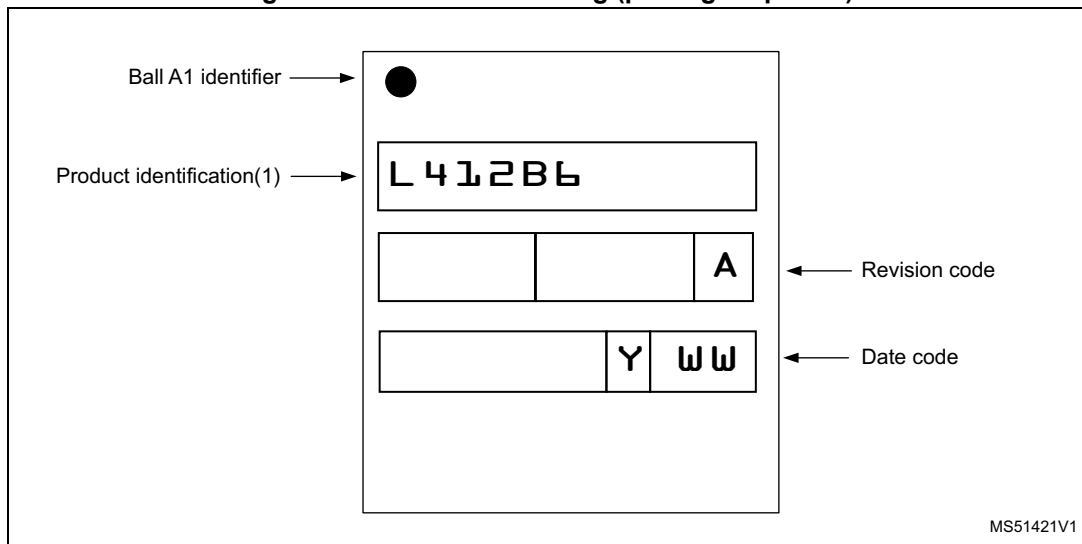 Ball A1 identifier
Product identification(1)
L412B6
A
Revision code
Y WW
Date code
MS51421V1